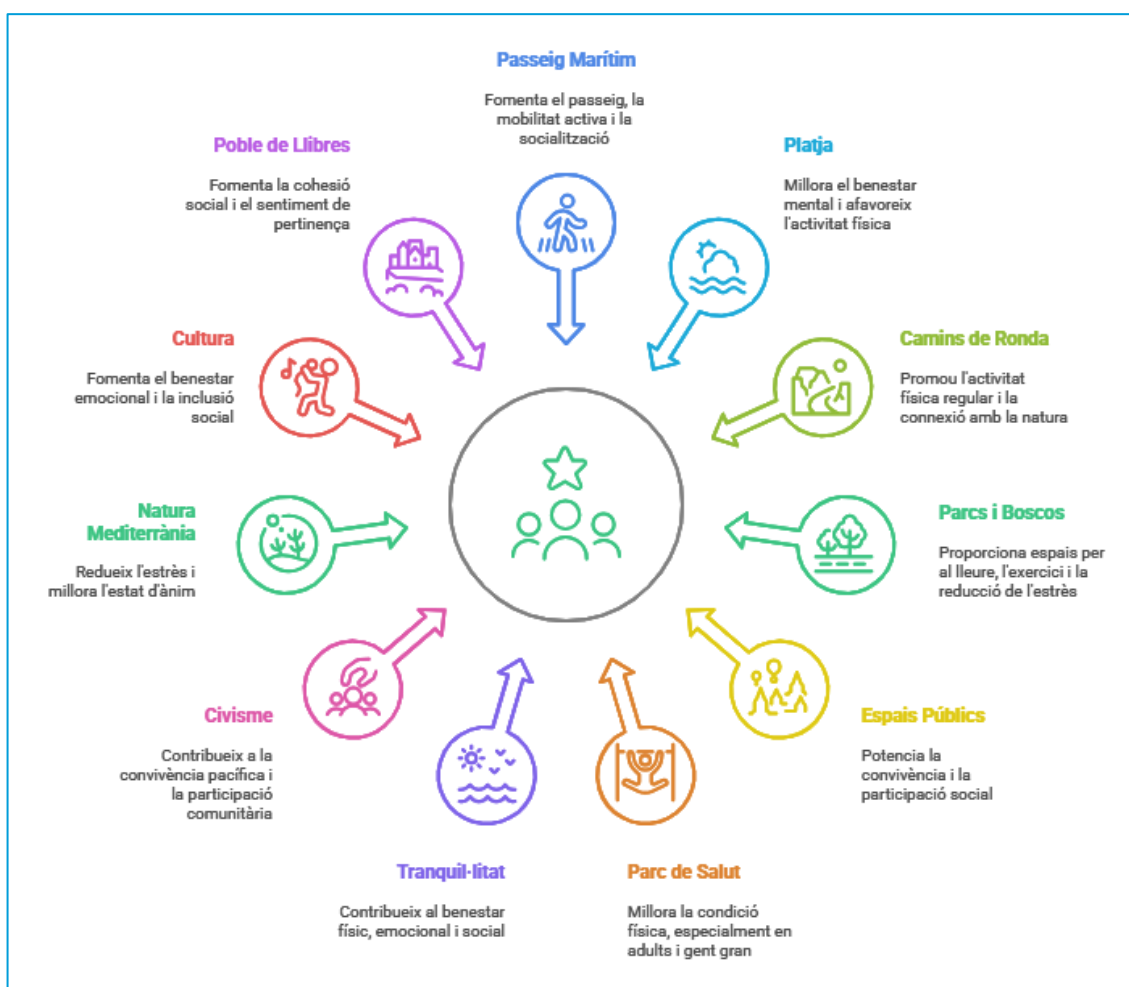 Passeig Marítim
Fomenta el passeig, la
mobilitat activa i la
socialització
Platja
Millora el benestar
mental i afavoreix
l'activitat física
Camins de Ronda
Promou l'activitat
física regular i la
connexió amb la natura
Parcs i Boscos
Proporciona espais per
al lleure, l'exercici i la
reducció de l'estrès
Espais Públics
Potencia la
convivència i la
participació social
Parc de Salut
Millora la condició
física, especialment en
adults i gent gran
Tranquil·litat
Contribueix al benestar
físic, emocional i social
Civisme
Contribueix a la
convivència pacífica i
la participació
comunitària
Natura
Mediterrània
Redueix l'estrès i
millora l'estat d'ànim
Cultura
Fomenta el benestar
emocional i la inclusió
social
Poble de Llibres
Fomenta la cohesió
social i el sentiment de
pertinença